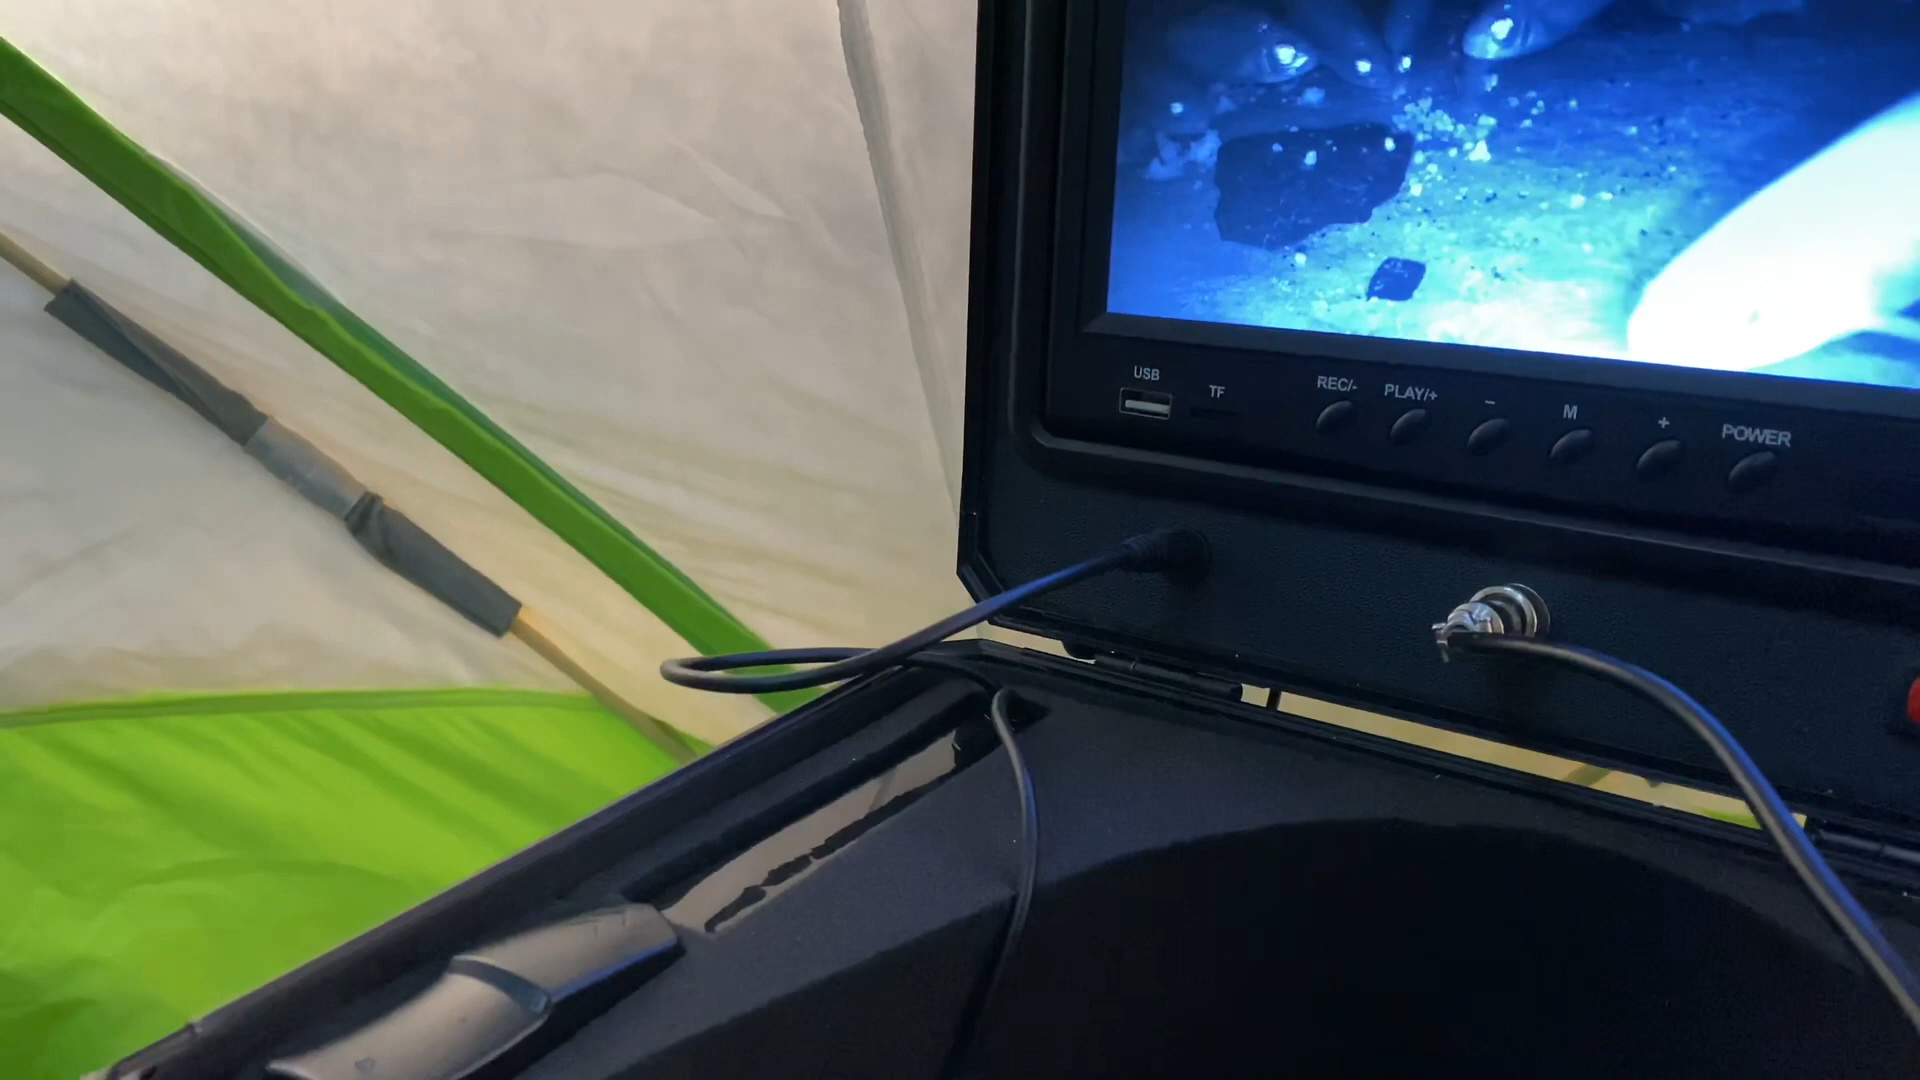 USB
TF
REC/-
PLAY/+
−
M
+
POWER